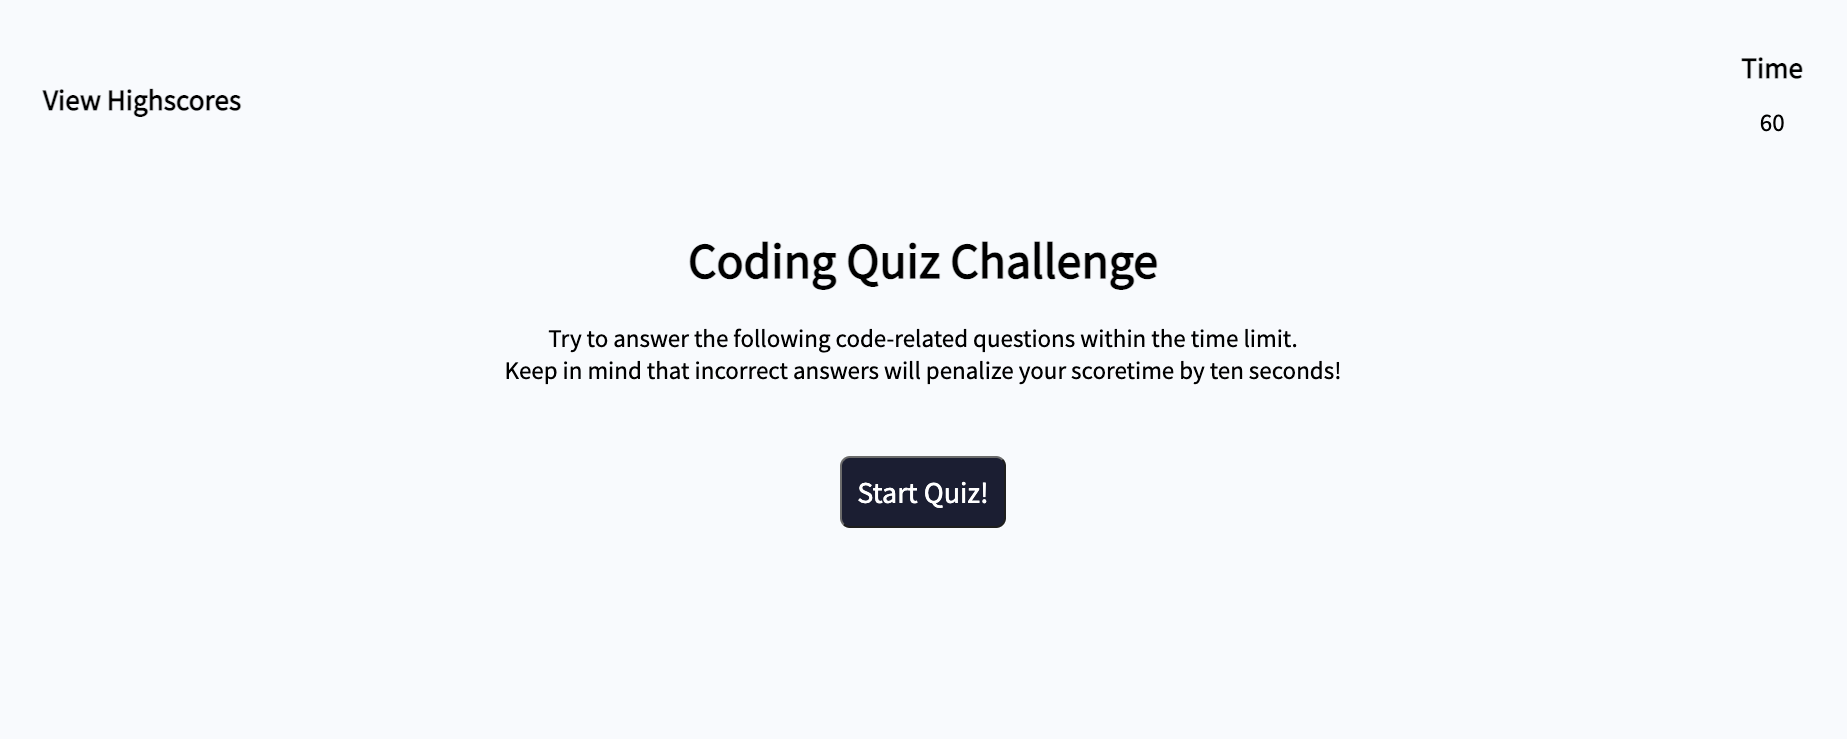 View Highscores
Time
60
Coding Quiz Challenge
Try to answer the following code-related questions within the time limit.
Keep in mind that incorrect answers will penalize your scoretime by ten seconds!
Start Quiz!